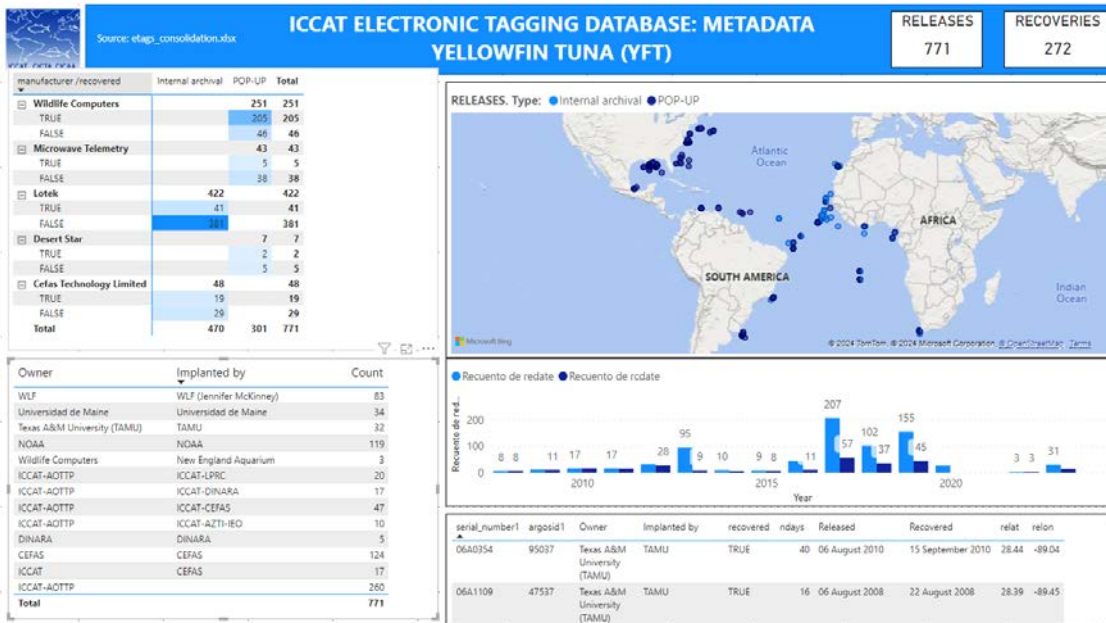 ICCAT ELECTRONIC TAGGING DATABASE: METADATA
YELLOWFIN TUNA (YFT)
Source: etags_consolidation.xlsx
RELEASES
771
RECOVERIES
272
ICCAT CICTA CICAA
manufacturer /recovered Internal archival POP-UP Total
Wildlife Computers 251 251
TRUE 205 205
FALSE 46 46
Microwave Telemetry 43 43
TRUE 5 5
FALSE 38 38
Lotek 422 422
TRUE 41 41
FALSE 381 381
Desert Star 7 7
TRUE 2 2
FALSE 5 5
Cefas Technology Limited 48 48
TRUE 19 19
FALSE 29 29
Total 470 301 771
RELEASES. Type: Internal archival POP-UP
Atlantic
Ocean
AFRICA
SOUTH AMERICA
Indian
Ocean
Microsoft Bing
© 2024 TomTom, © 2024 Microsoft Corporation, © OpenStreetMap Terms
Owner Implanted by Count
WLF WLF (Jennifer McKinney) 83
Universidad de Maine Universidad de Maine 34
Texas A&M University (TAMU) TAMU 32
NOAA NOAA 119
Wildlife Computers New England Aquarium 3
ICCAT-AOTTP ICCAT-LPRC 20
ICCAT-AOTTP ICCAT-DINARA 17
ICCAT-AOTTP ICCAT-CEFAS 47
ICCAT-AOTTP ICCAT-AZTI-IEO 10
DINARA DINARA 5
CEFAS CEFAS 124
ICCAT CEFAS 17
ICCAT-AOTTP 260
Total 771
Recuento de redate Recuento de rcdate
Recuento de red...
200
100
0
8 8 11 17 17 28 95 9 10 9 8 11 207 57 102 37 155 45 3 3 31
2010 2015 2020
Year
serial_number1 argosid1 Owner Implanted by recovered ndays Released Recovered relat relon
06A0354 95037 Texas A&M TAMU TRUE 40 06 August 2010 15 September 2010 28.44 -89.04
University
(TAMU)
06A1109 47537 Texas A&M TAMU TRUE 16 06 August 2008 22 August 2008 28.39 -89.45
University
(TAMU)